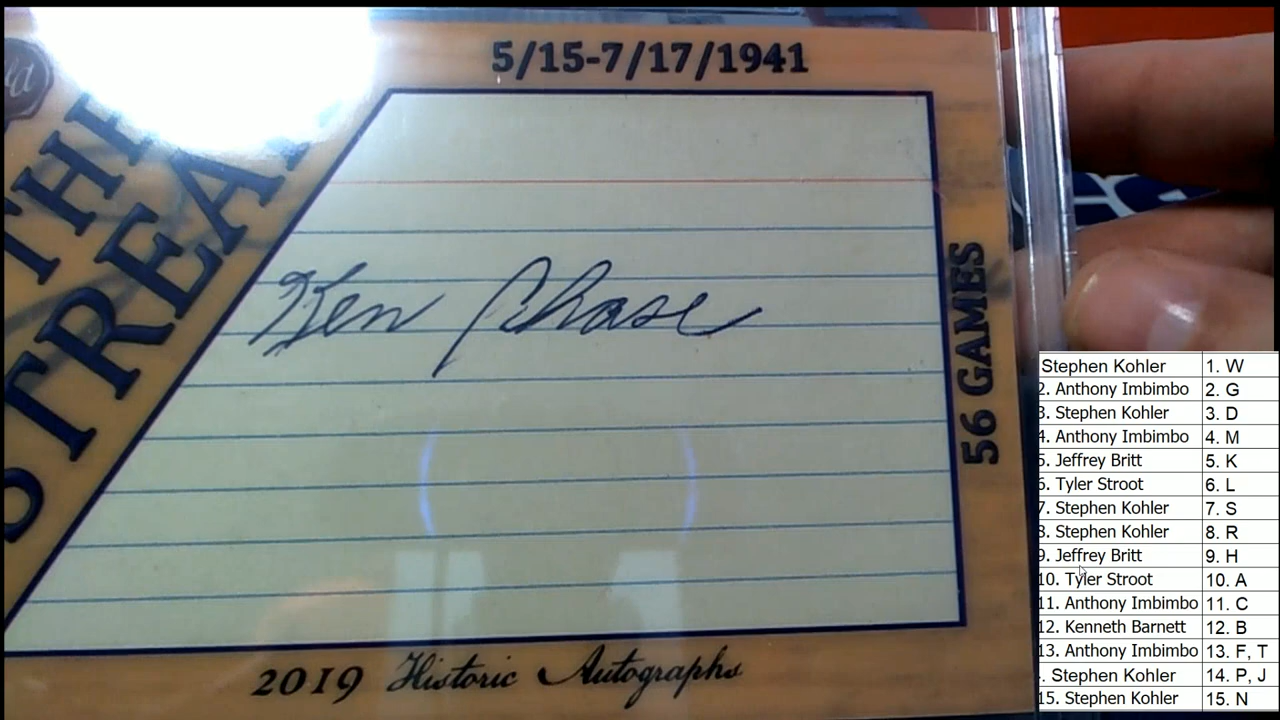 5/15-7/17/1941
THE
STREAK
Ken Chase
56 GAMES
2019 Historic Autographs
Stephen Kohler 1. W
2. Anthony Imbimbo 2. G
3. Stephen Kohler 3. D
4. Anthony Imbimbo 4. M
5. Jeffrey Britt 5. K
6. Tyler Stroot 6. L
7. Stephen Kohler 7. S
8. Stephen Kohler 8. R
9. Jeffrey Britt 9. H
10. Tyler Stroot 10. A
11. Anthony Imbimbo 11. C
12. Kenneth Barnett 12. B
13. Anthony Imbimbo 13. F, T
. Stephen Kohler 14. P, J
15. Stephen Kohler 15. N